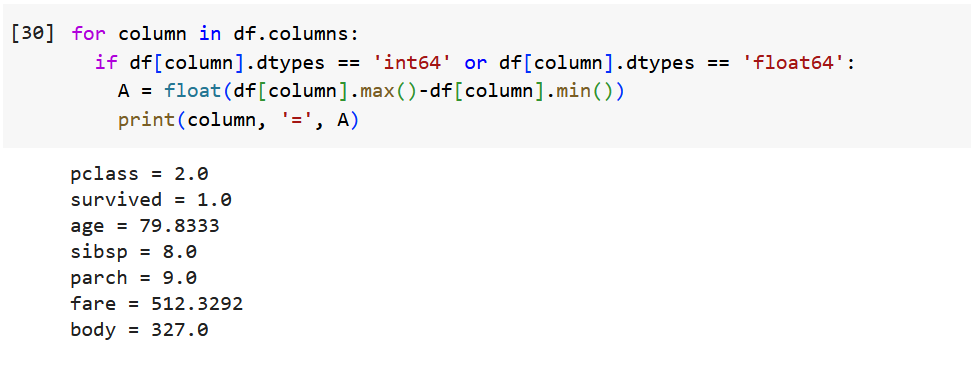 [30] for column in df.columns:
if df[column].dtypes == 'int64' or df[column].dtypes == 'float64':
A = float(df[column].max()-df[column].min())
print(column, '=', A)
pclass = 2.0
survived = 1.0
age = 79.8333
sibsp = 8.0
parch = 9.0
fare = 512.3292
body = 327.0